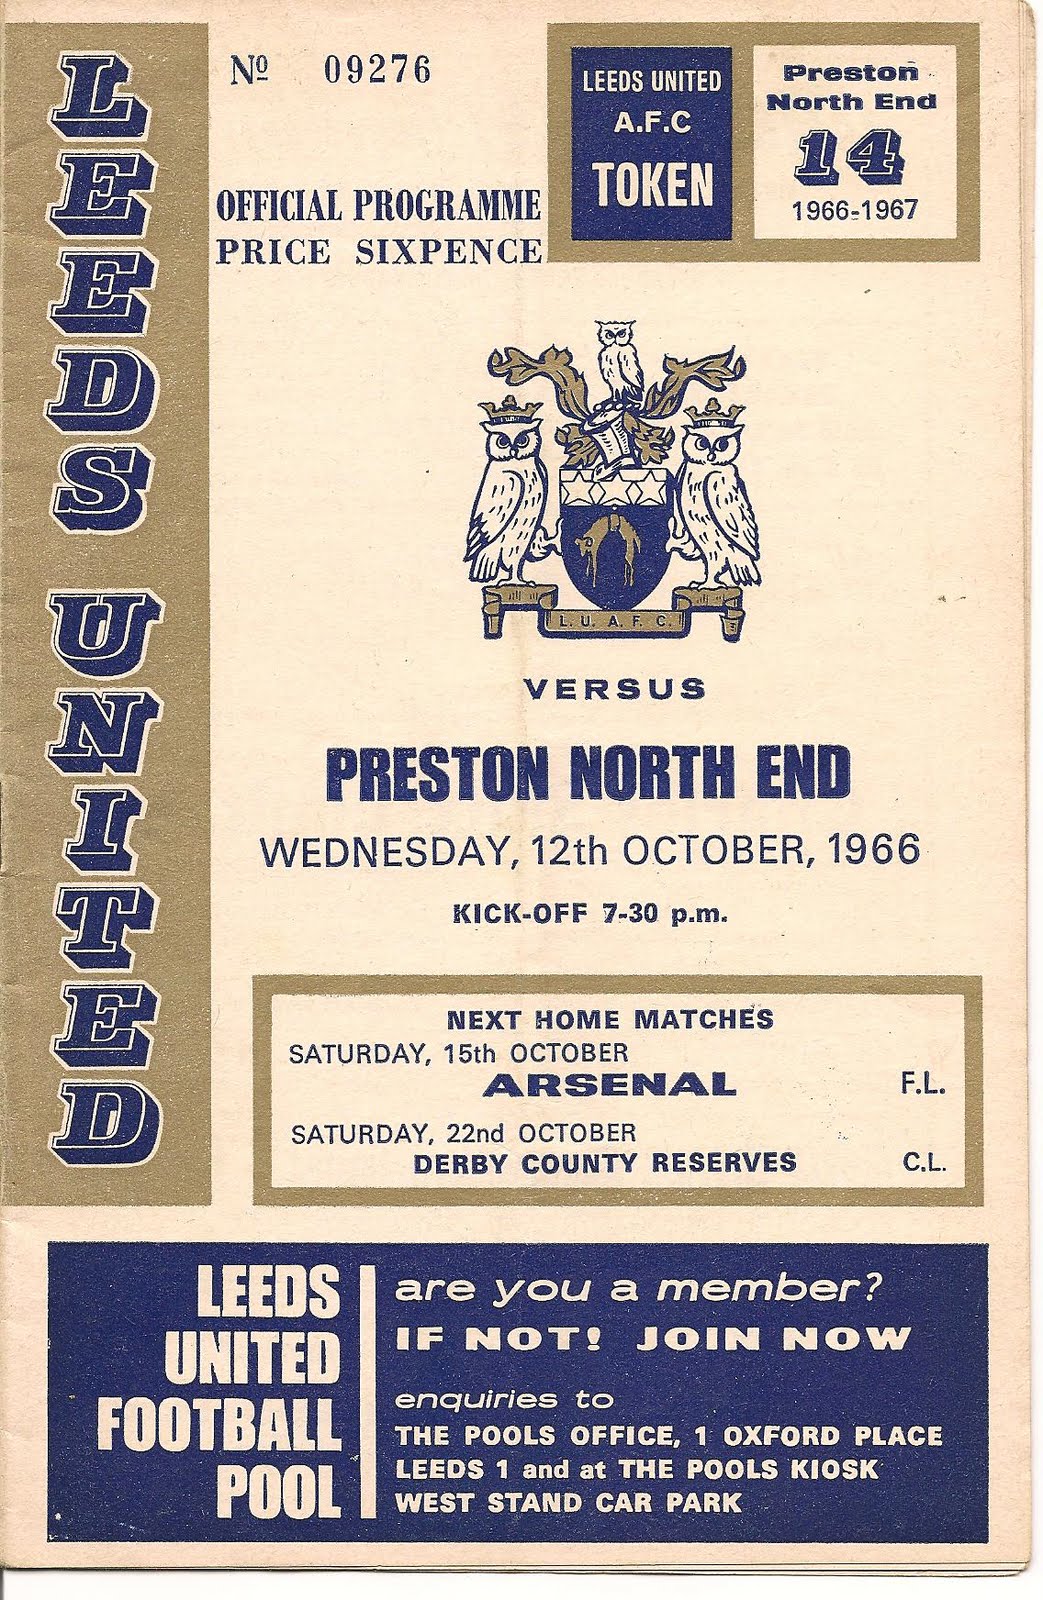 LEEDS UNITED
Nº 09276
OFFICIAL PROGRAMME
PRICE SIXPENCE
LEEDS UNITED
A.F.C
TOKEN
Preston
North End
14
1966-1967
L. U. A. F. C.
VERSUS
PRESTON NORTH END
WEDNESDAY, 12th OCTOBER, 1966
KICK-OFF 7-30 p.m.
NEXT HOME MATCHES
SATURDAY, 15th OCTOBER
ARSENAL F.L.
SATURDAY, 22nd OCTOBER
DERBY COUNTY RESERVES C.L.
LEEDS
UNITED
FOOTBALL
POOL
are you a member?
IF NOT! JOIN NOW
enquiries to
THE POOLS OFFICE, 1 OXFORD PLACE
LEEDS 1 and at THE POOLS KIOSK
WEST STAND CAR PARK